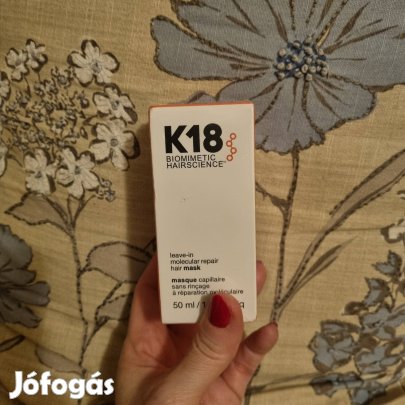 K18
BIOMIMETIC
HAIRSCIENCE
leave-in
molecular repair
hair mask
masque capillaire
sans rinçage
à réparation moléculaire
50 ml /
Jófogás